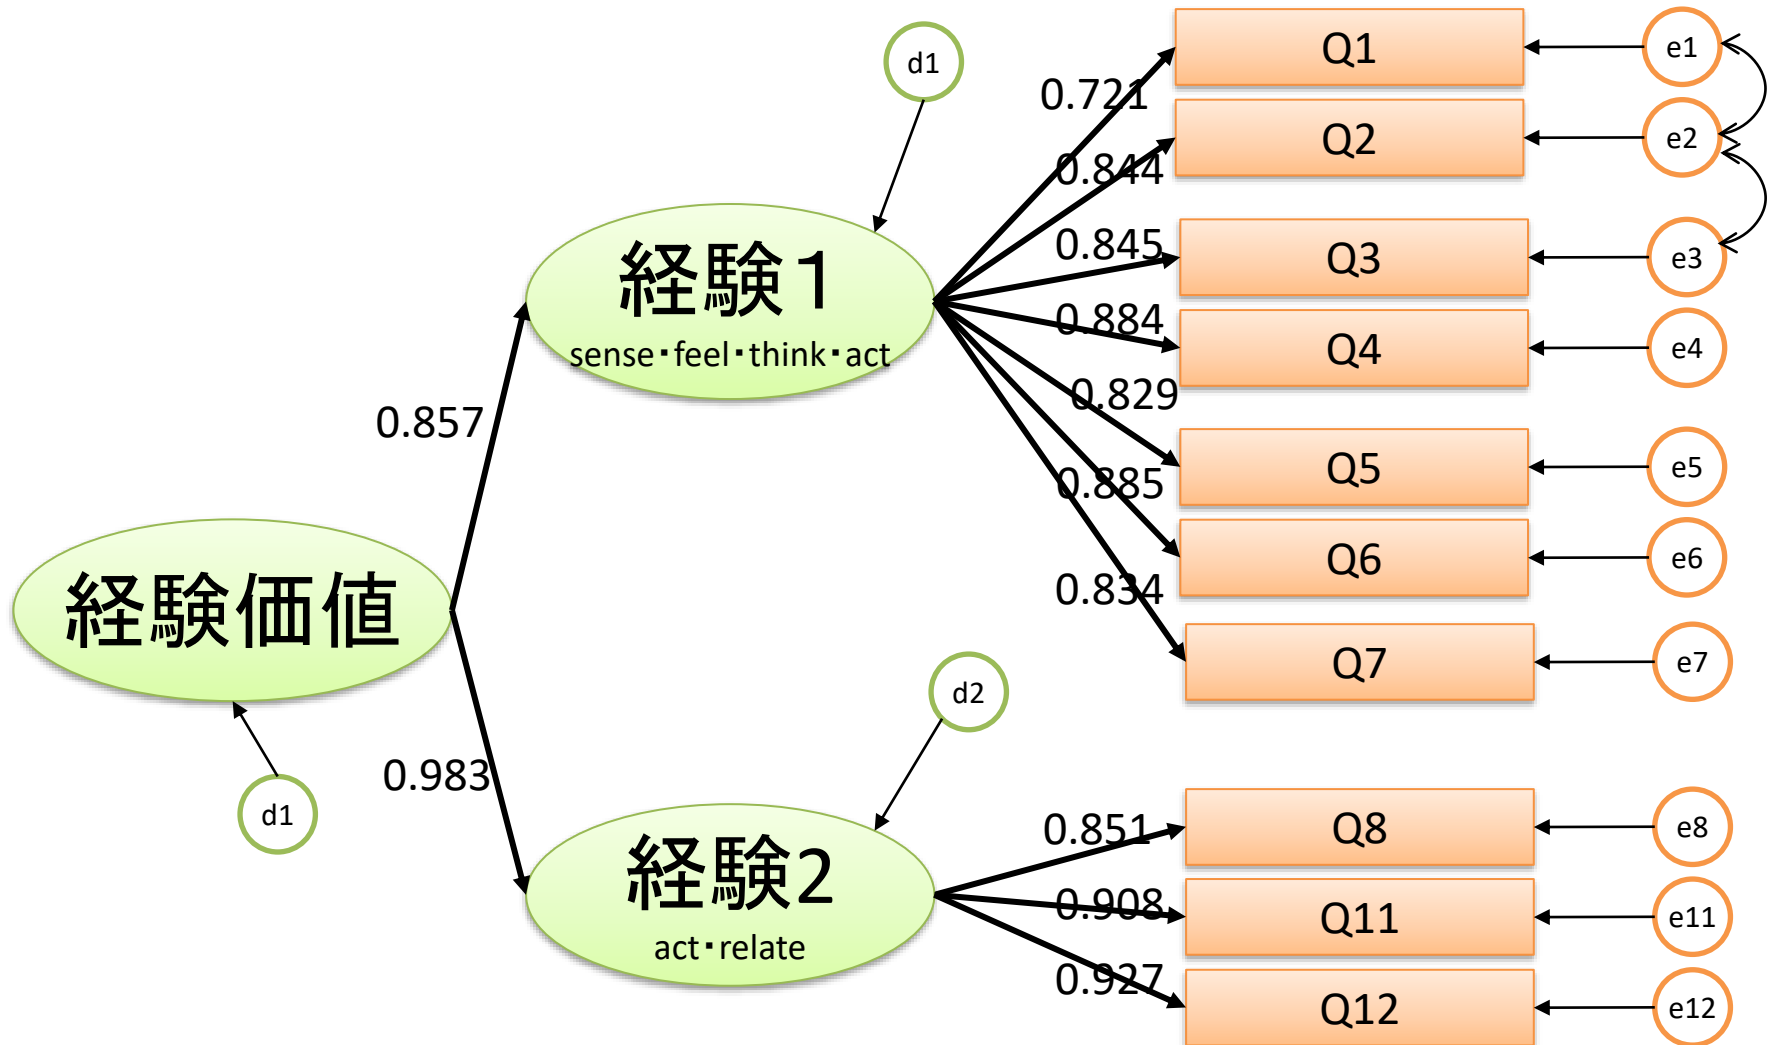 d1
Q1
e1
0.721
Q2
e2
0.844
経験1
sense・feel・think・act
0.845
Q3
e3
0.884
Q4
e4
0.857
0.829
Q5
e5
0.885
Q6
e6
0.834
経験価値
Q7
e7
d2
0.983
d1
経験2
act・relate
0.851
Q8
e8
0.908
Q11
e11
0.927
Q12
e12